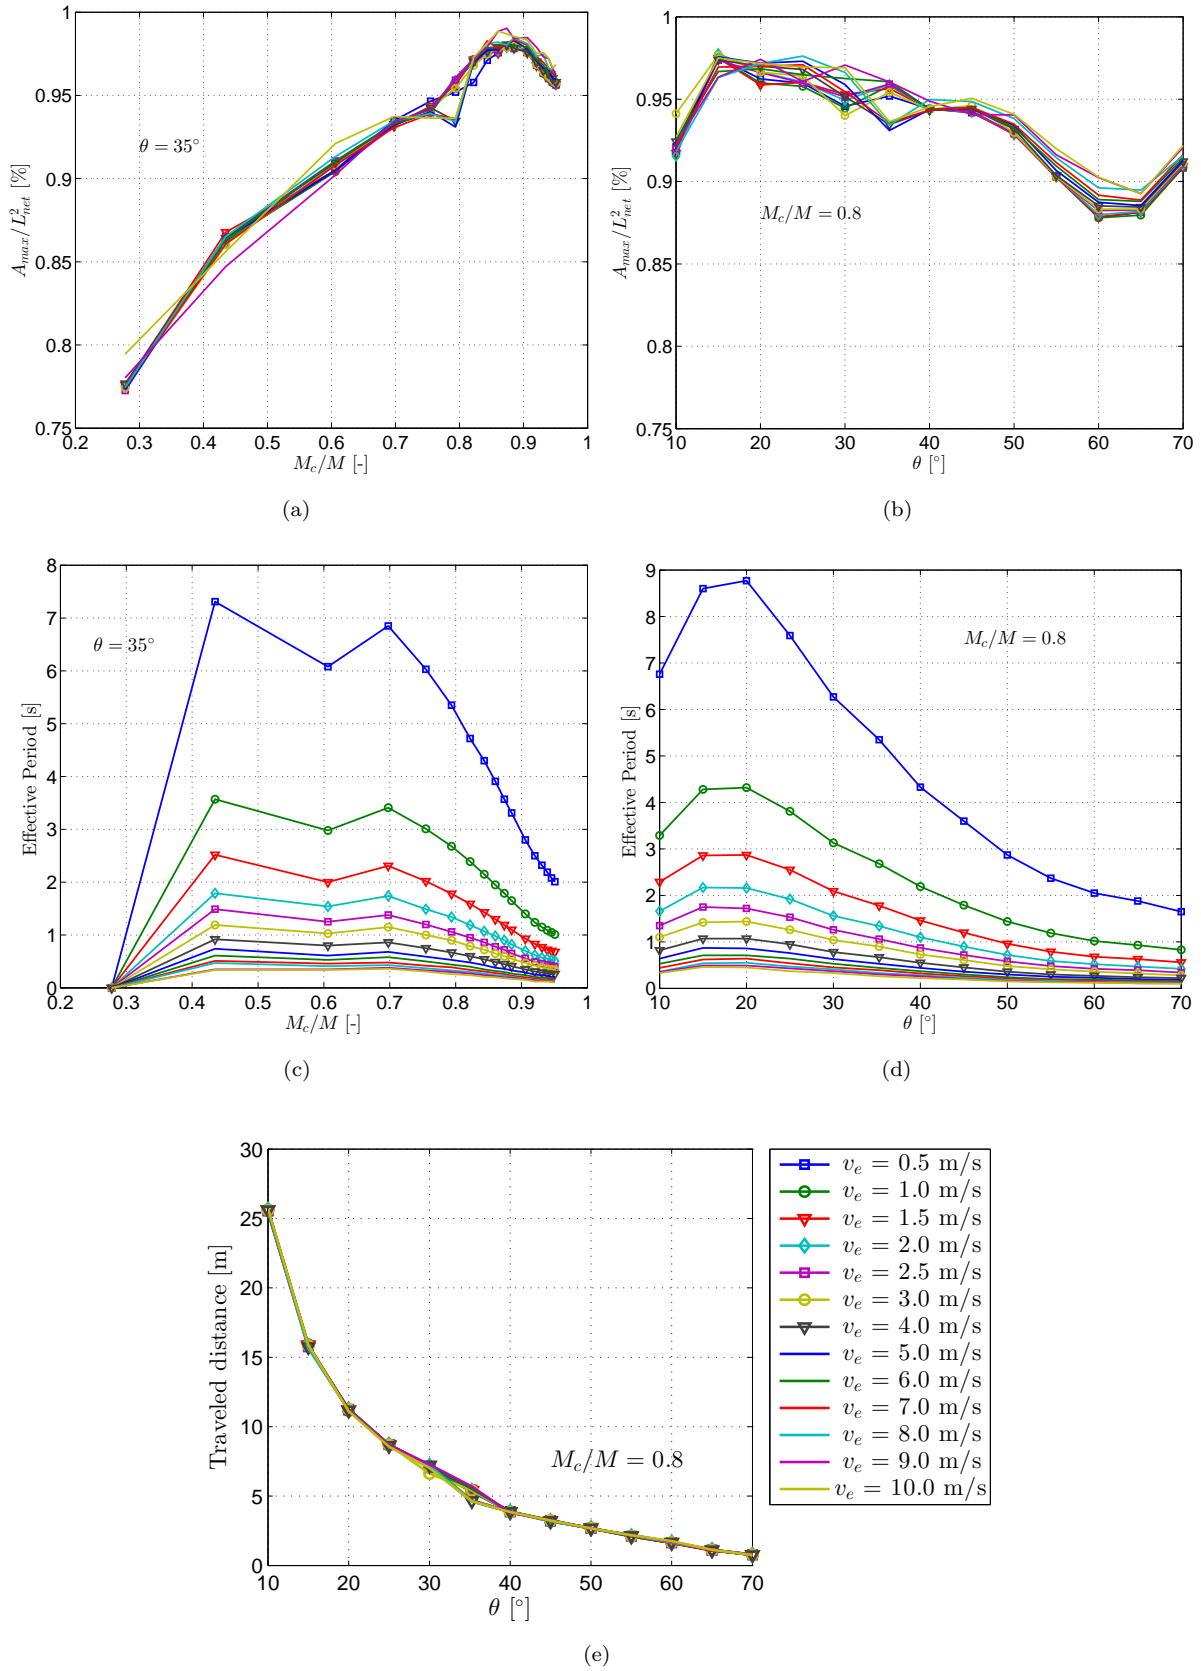 1
0.95
0.9
0.85
0.8
0.75
0.2 0.3 0.4 0.5 0.6 0.7 0.8 0.9 1
A_max/L²_net [%]
θ = 35°
M_c/M [-]
(a)
1
0.95
0.9
0.85
0.8
0.75
10 20 30 40 50 60 70
A_max/L²_net [%]
M_c/M = 0.8
θ [°]
(b)
8
7
6
5
4
3
2
1
0
0.2 0.3 0.4 0.5 0.6 0.7 0.8 0.9 1
Effective Period [s]
θ = 35°
M_c/M [-]
(c)
9
8
7
6
5
4
3
2
1
0
10 20 30 40 50 60 70
Effective Period [s]
M_c/M = 0.8
θ [°]
(d)
30
25
20
15
10
5
0
10 20 30 40 50 60 70
Traveled distance [m]
M_c/M = 0.8
θ [°]
v_e = 0.5 m/s
v_e = 1.0 m/s
v_e = 1.5 m/s
v_e = 2.0 m/s
v_e = 2.5 m/s
v_e = 3.0 m/s
v_e = 4.0 m/s
v_e = 5.0 m/s
v_e = 6.0 m/s
v_e = 7.0 m/s
v_e = 8.0 m/s
v_e = 9.0 m/s
v_e = 10.0 m/s
(e)